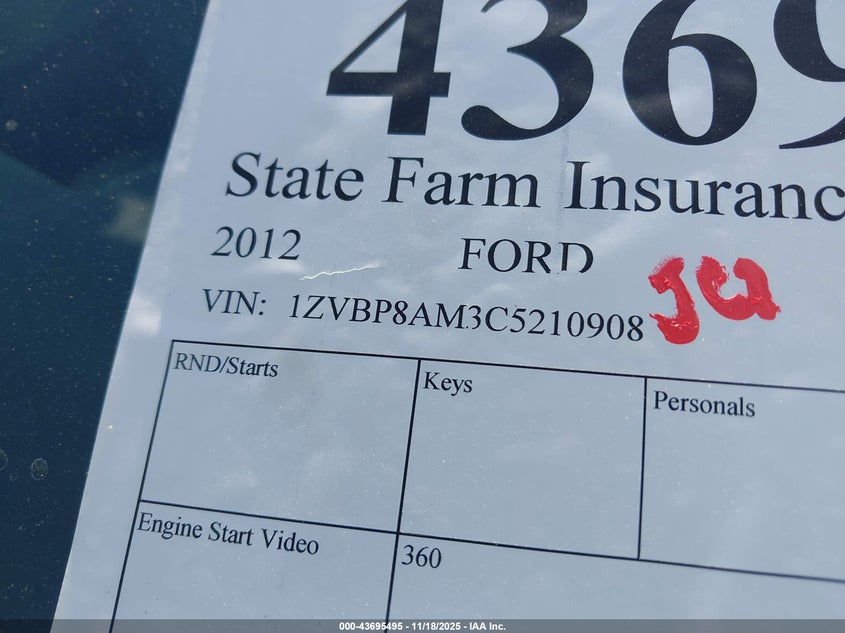 4369
State Farm Insuranc
2012 FORD
VIN: 1ZVBP8AM3C5210908 JU
RND/Starts Keys Personals
Engine Start Video 360
000-43695495 - 11/18/2025 - IAA Inc.